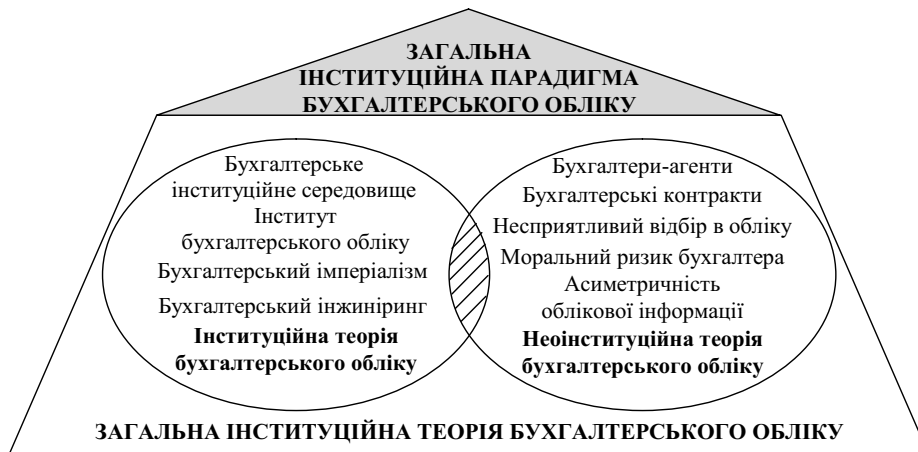 ЗАГАЛЬНА
ІНСТИТУЦІЙНА ПАРАДИГМА
БУХГАЛТЕРСЬКОГО ОБЛІКУ
Бухгалтерське
інституційне середовище
Інститут
бухгалтерського обліку
Бухгалтерський імперіалізм
Бухгалтерський інжиніринг
Інституційна теорія
бухгалтерського обліку
Бухгалтери-агенти
Бухгалтерські контракти
Несприятливий відбір в обліку
Моральний ризик бухгалтера
Асиметричність
облікової інформації
Неоінституційна теорія
бухгалтерського обліку
ЗАГАЛЬНА ІНСТИТУЦІЙНА ТЕОРІЯ БУХГАЛТЕРСЬКОГО ОБЛІКУ